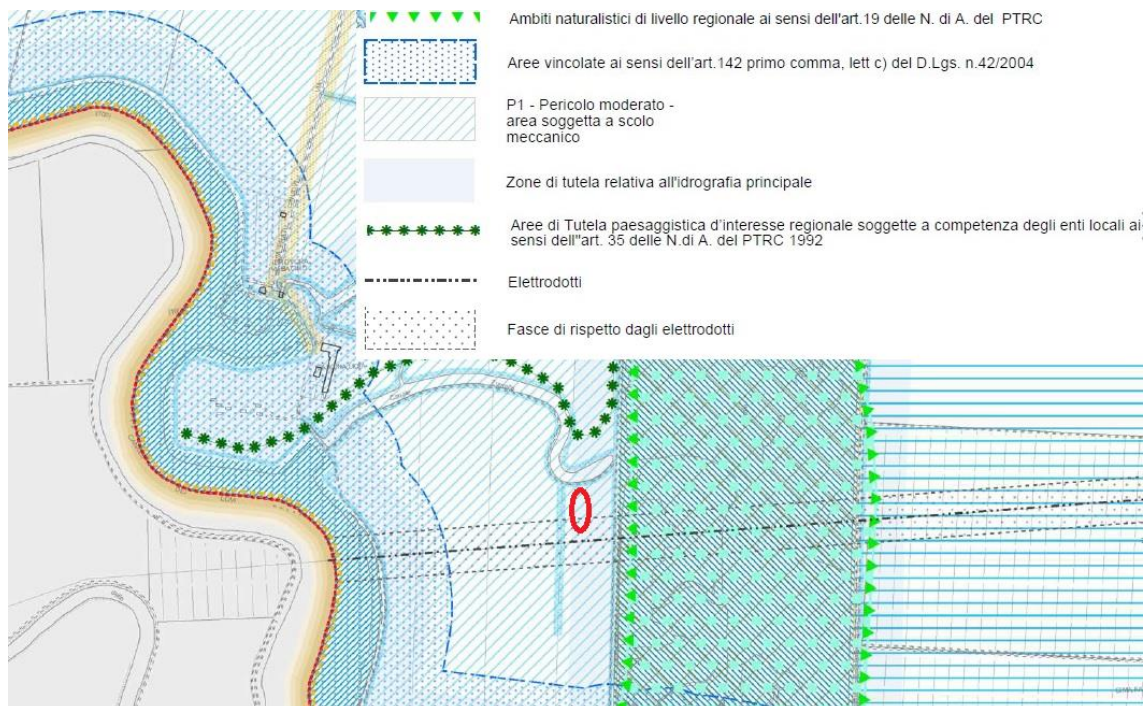 Ambiti naturalistici di livello regionale ai sensi dell'art.19 delle N. di A. del PTRC
Aree vincolate ai sensi dell'art.142 primo comma, lett c) del D.Lgs. n.42/2004
P1 - Pericolo moderato -
area soggetta a scolo
meccanico
Zone di tutela relativa all'idrografia principale
Aree di Tutela paesaggistica d'interesse regionale soggette a competenza degli enti locali ai
sensi dell"art. 35 delle N.di A. del PTRC 1992
Elettrodotti
Fasce di rispetto dagli elettrodotti